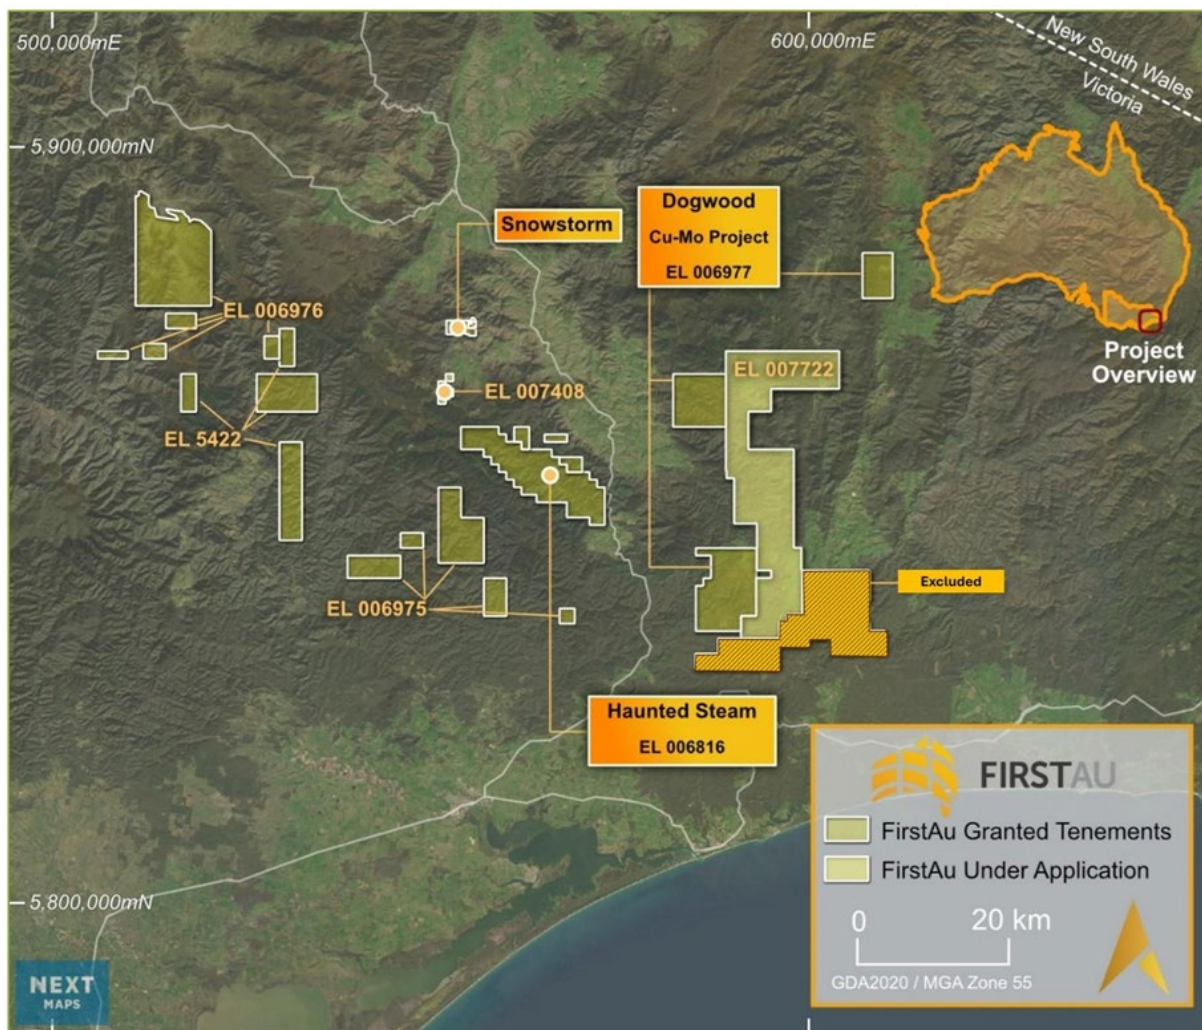 500,000mE
600,000mE
New South Wales
Victoria
5,900,000mN
Snowstorm
Dogwood
Cu-Mo Project
EL 006977
EL 006976
Project
Overview
EL 007722
EL 007408
EL 5422
Excluded
EL 006975
Haunted Steam
EL 006816
FIRSTAU
FirstAu Granted Tenements
FirstAu Under Application
5,800,000mN
0 20 km
GDA2020 / MGA Zone 55
NEXT
MAPS